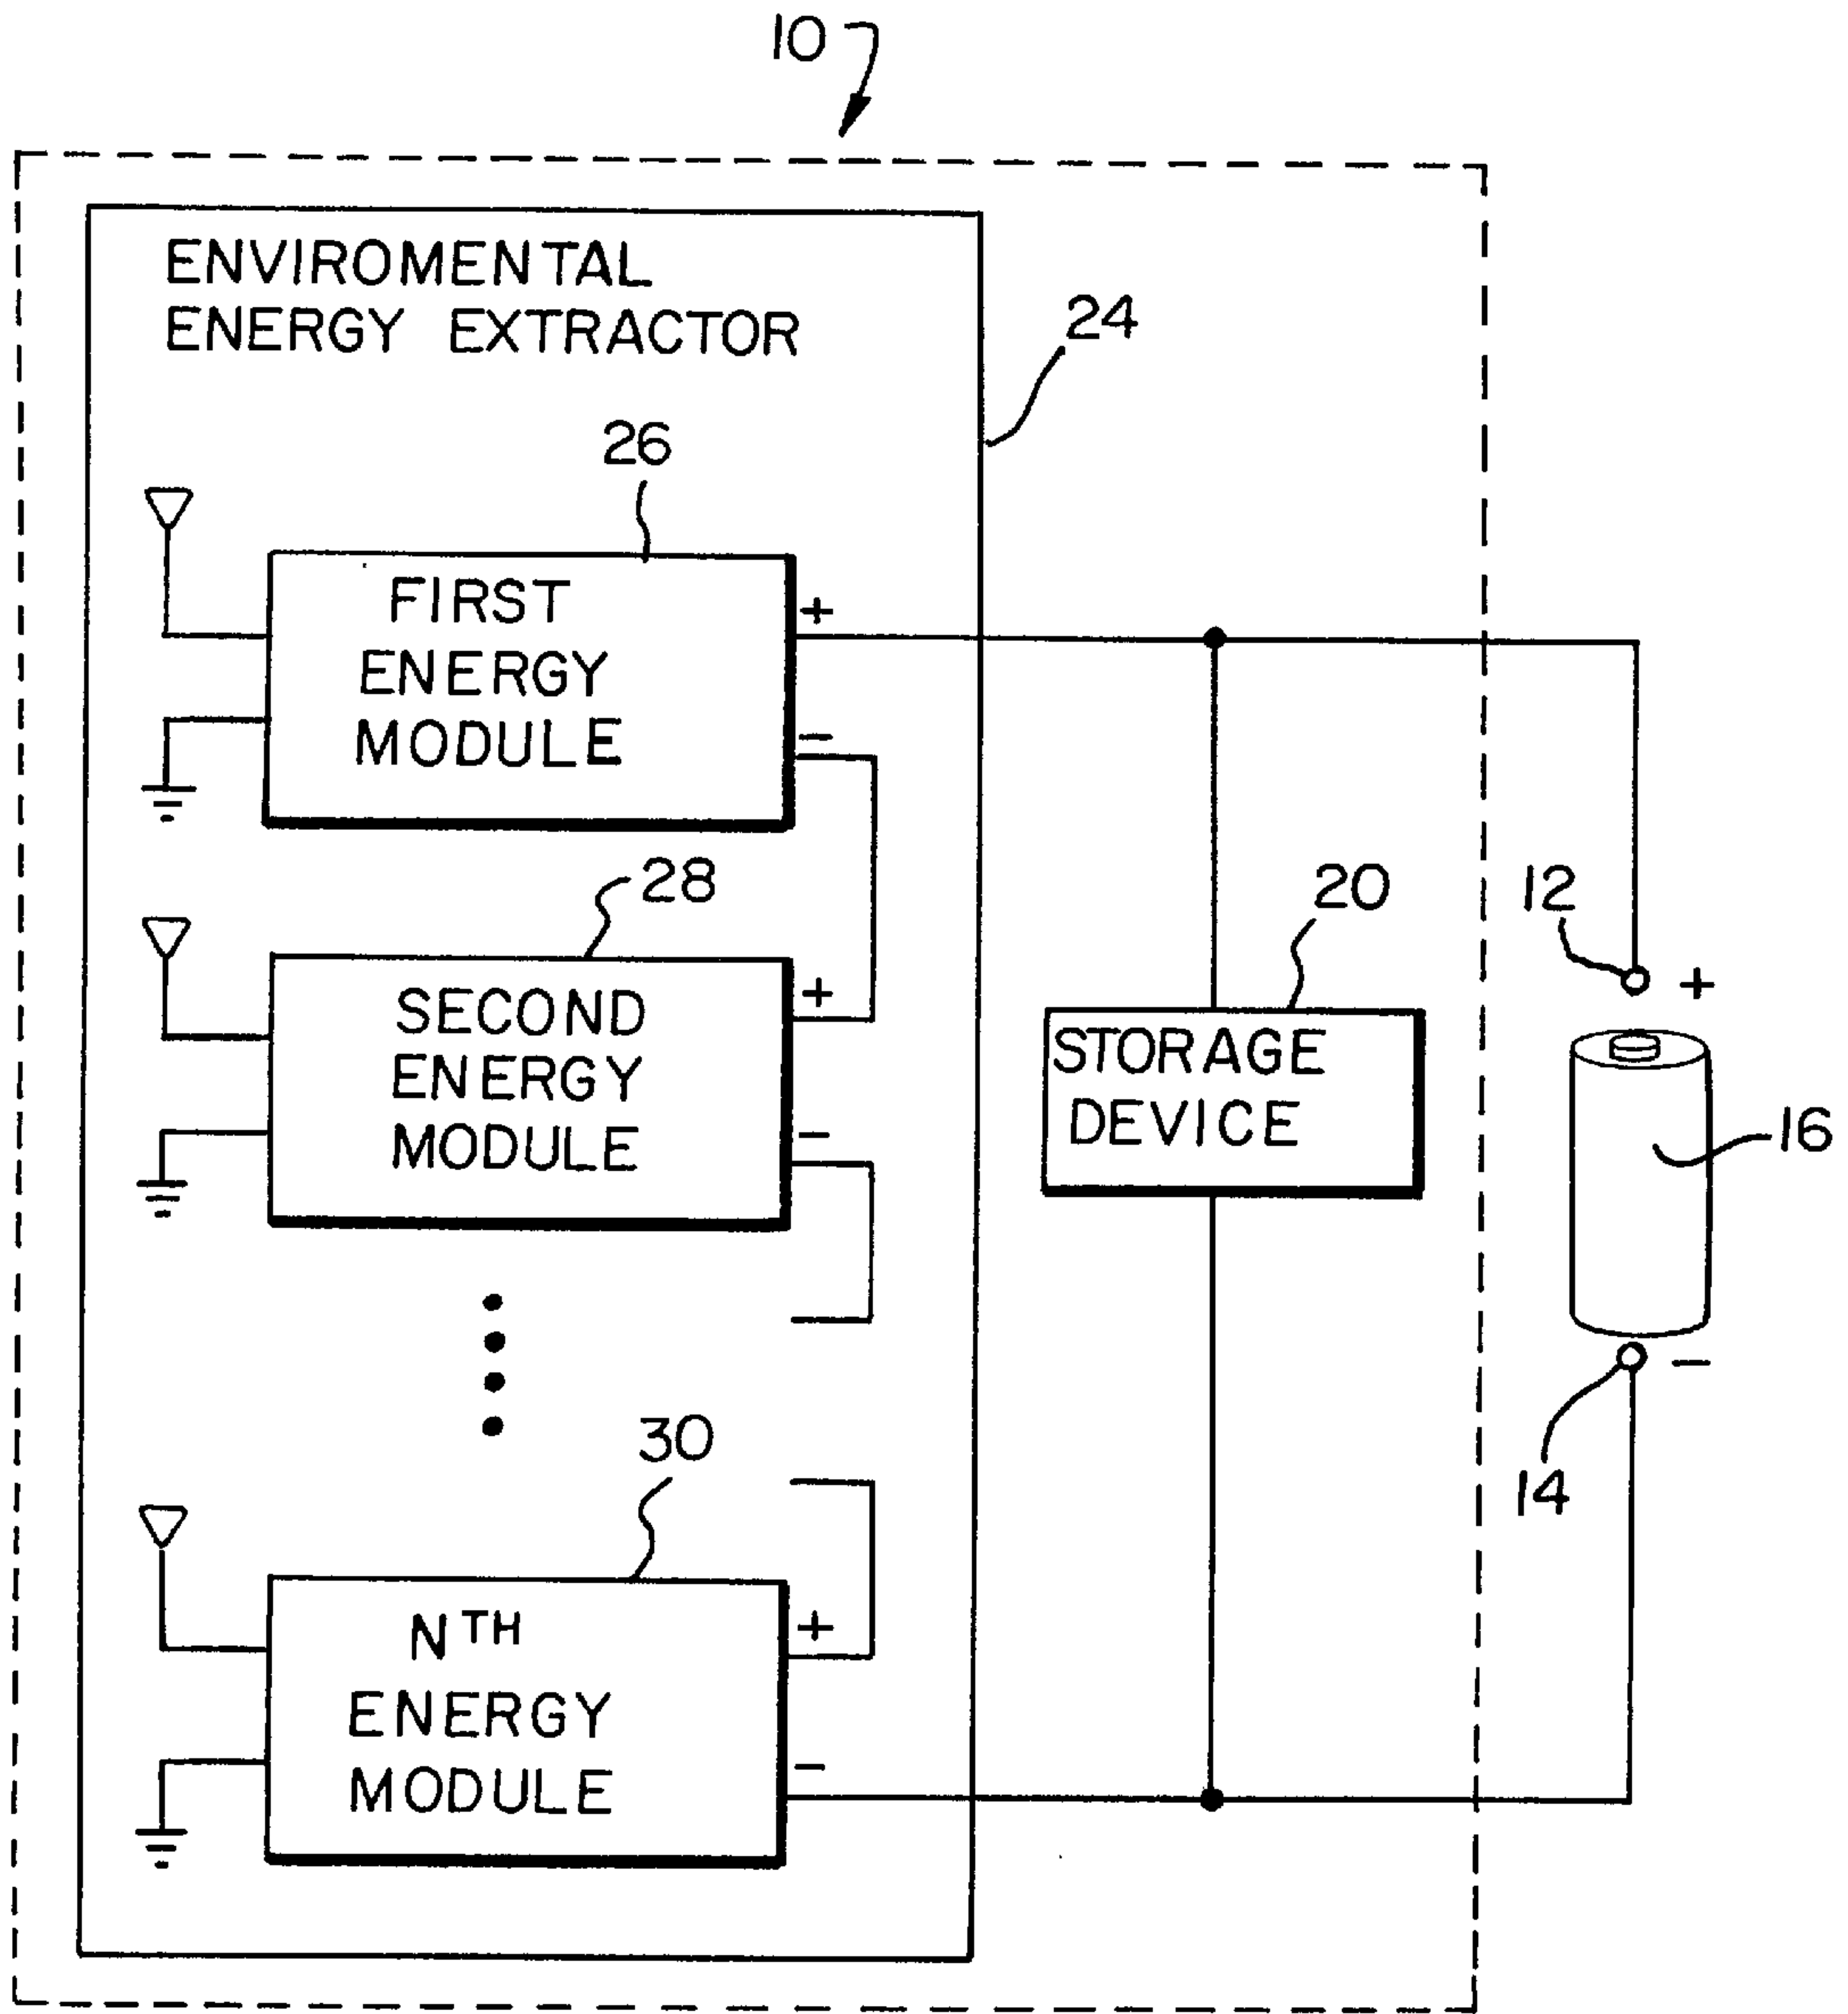 10
ENVIROMENTAL
ENERGY EXTRACTOR
24
26
FIRST
ENERGY
MODULE
+
-
28
SECOND
ENERGY
MODULE
+
-
20
STORAGE
DEVICE
12
+
16
-
14
30
NTH
ENERGY
MODULE
+
-